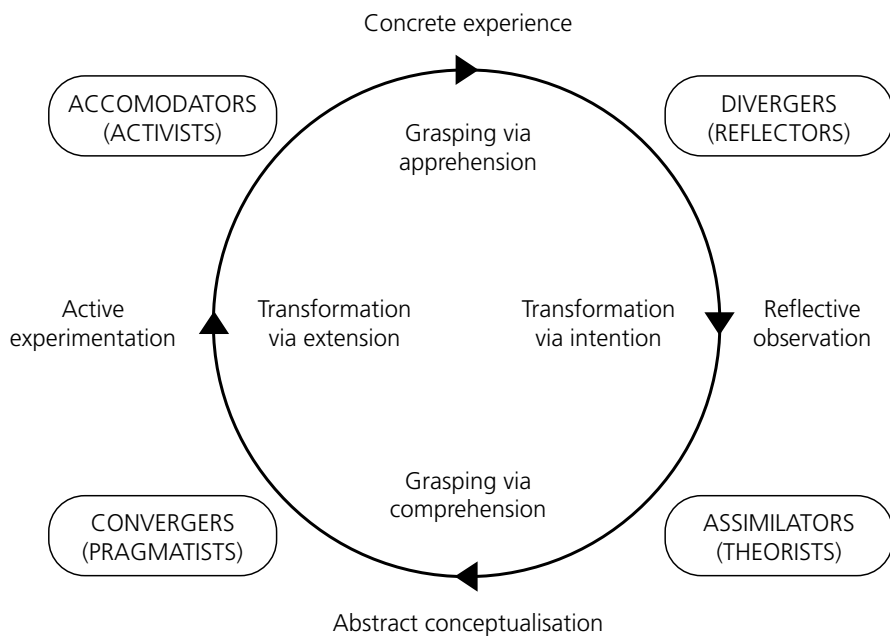 Concrete experience
ACCOMODATORS
(ACTIVISTS)
DIVERGERS
(REFLECTORS)
Grasping via
apprehension
Active
experimentation
Transformation
via extension
Transformation
via intention
Reflective
observation
Grasping via
comprehension
CONVERGERS
(PRAGMATISTS)
ASSIMILATORS
(THEORISTS)
Abstract conceptualisation